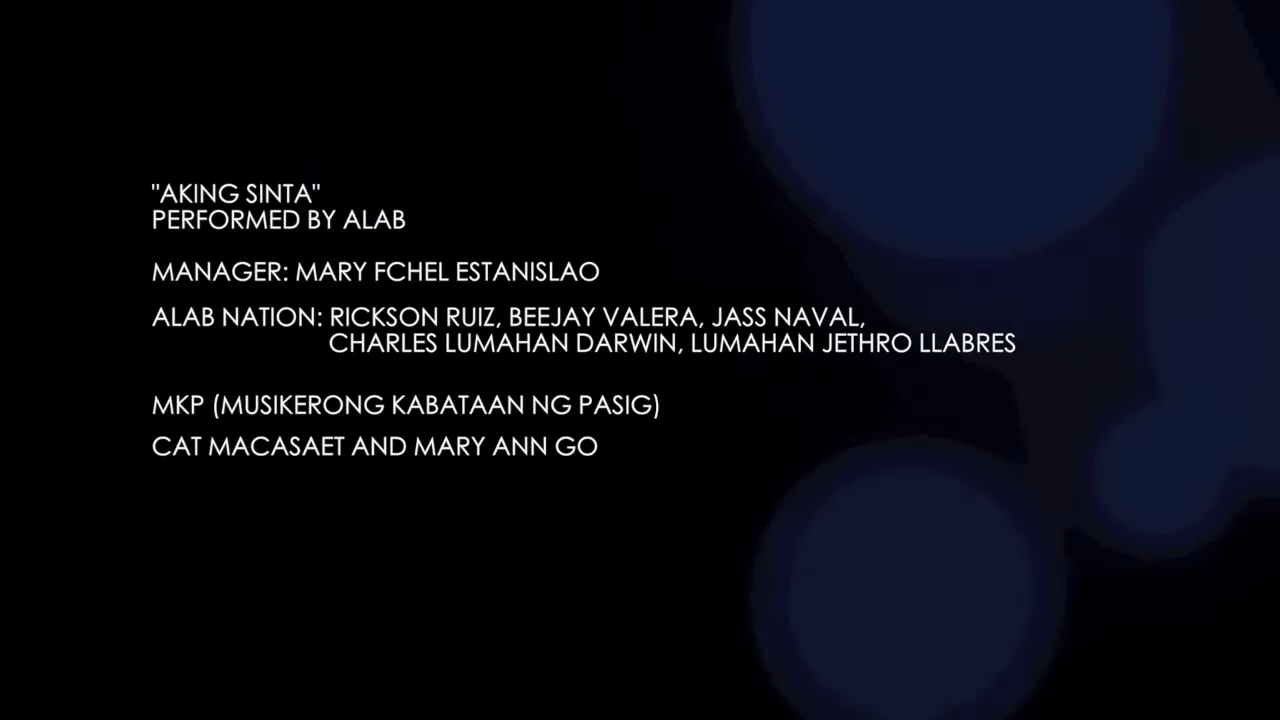 "AKING SINTA"
PERFORMED BY ALAB
MANAGER: MARY FCHEL ESTANISLAO
ALAB NATION: RICKSON RUIZ, BEEJAY VALERA, JASS NAVAL,
CHARLES LUMAHAN DARWIN, LUMAHAN JETHRO LLABRES
MKP (MUSIKERONG KABATAAN NG PASIG)
CAT MACASAET AND MARY ANN GO